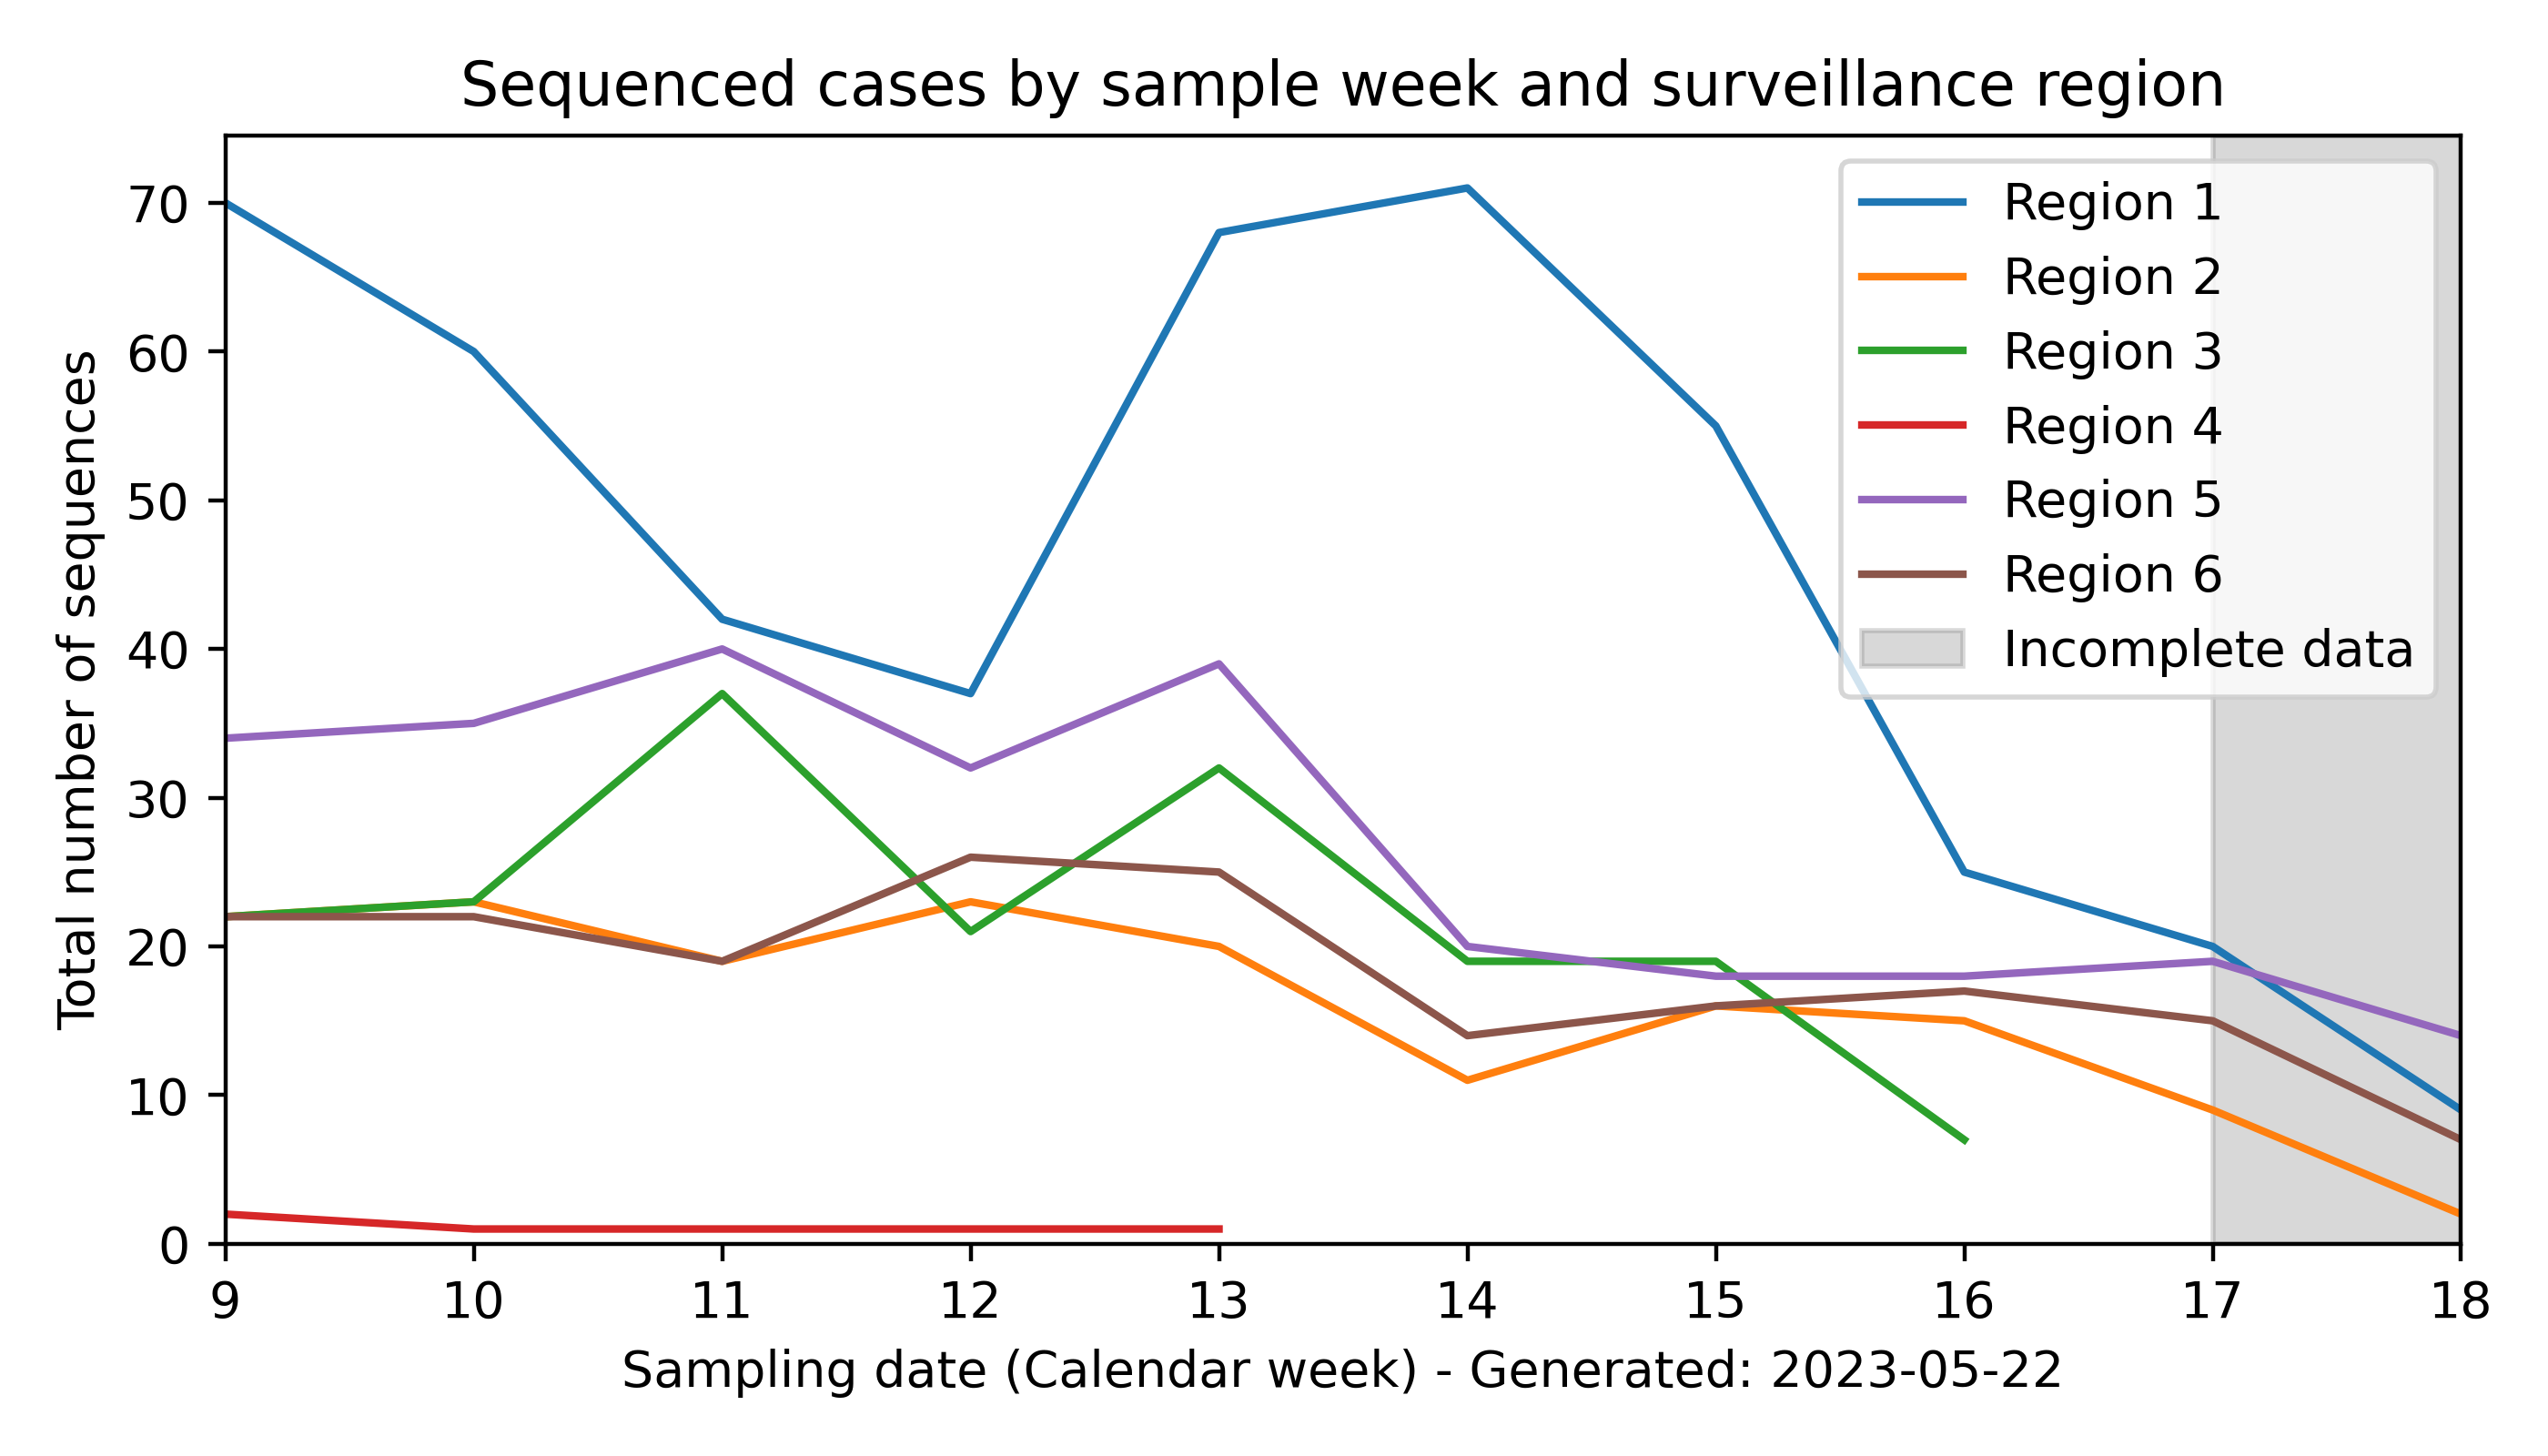 Sequenced cases by sample week and surveillance region
Total number of sequences
70
60
50
40
30
20
10
0
Region 1
Region 2
Region 3
Region 4
Region 5
Region 6
Incomplete data
9 10 11 12 13 14 15 16 17 18
Sampling date (Calendar week) - Generated: 2023-05-22